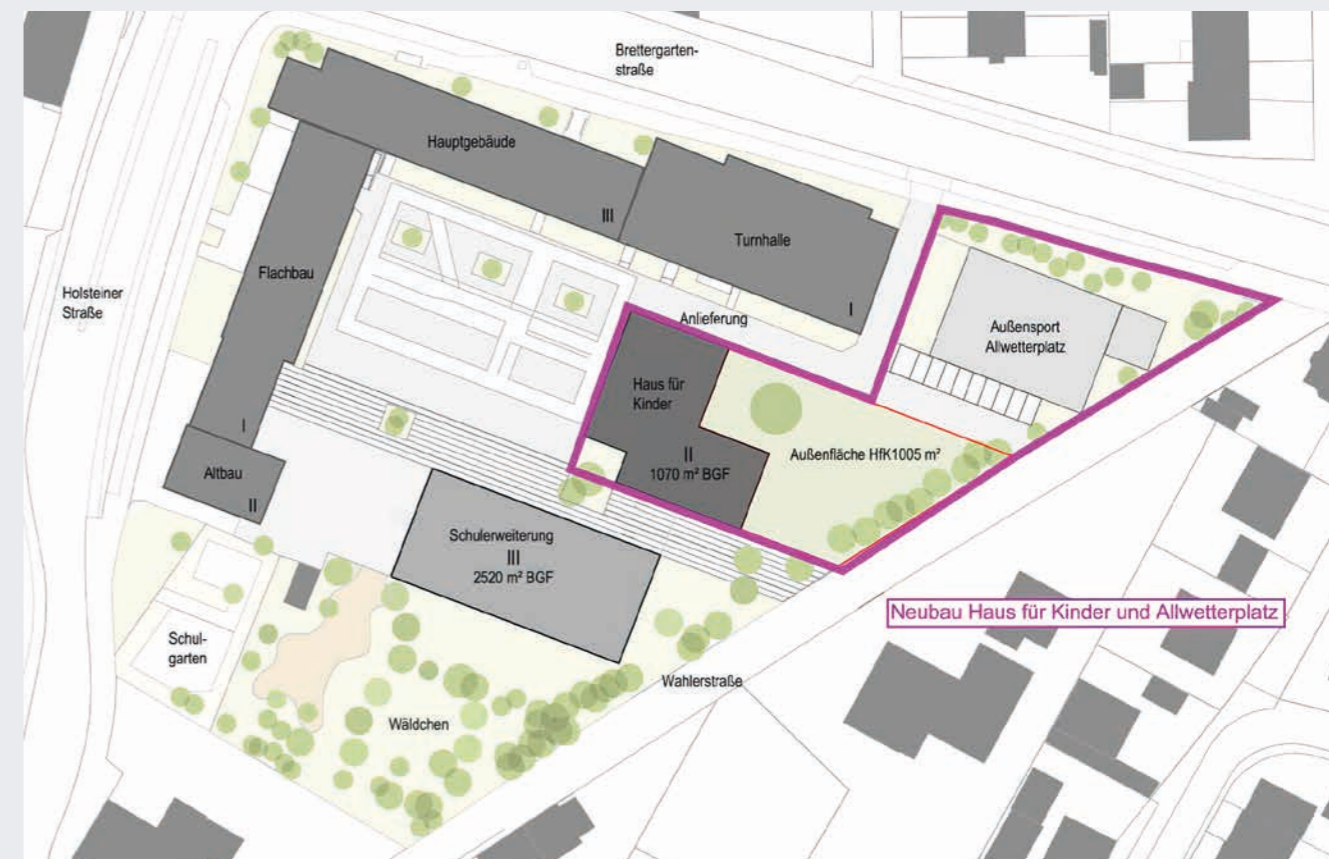 Brettergarten-
straße
Hauptgebäude
III
Turnhalle
I
Flachbau
I
Holsteiner
Straße
Anlieferung
Außensport
Allwetterplatz
Haus für
Kinder
II
1070 m² BGF
Außenfläche HfK1005 m²
Altbau
II
Schulerweiterung
III
2520 m² BGF
Neubau Haus für Kinder und Allwetterplatz
Schul-
garten
Wahlerstraße
Wäldchen